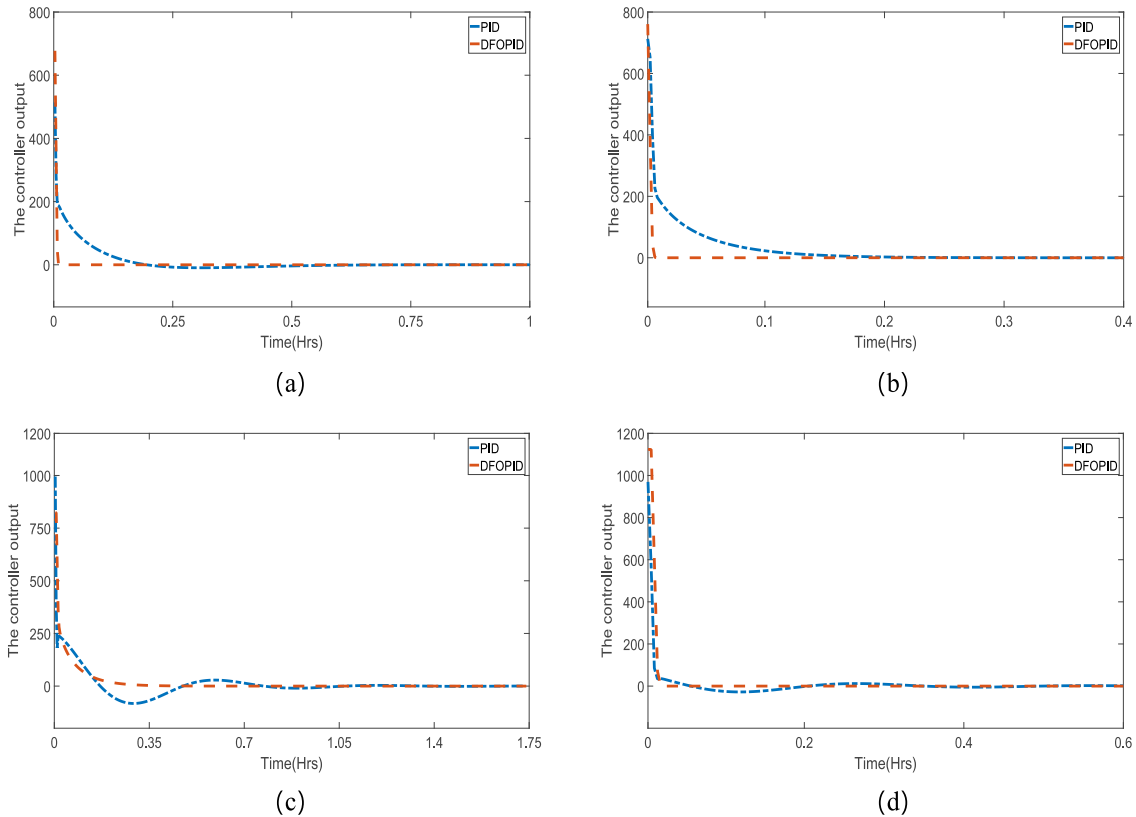 PID
DFOPID
800
600
400
200
0
The controller output
0
0.25
0.5
0.75
1
Time(Hrs)
(a)
PID
DFOPID
800
600
400
200
0
The controller output
0
0.1
0.2
0.3
0.4
Time(Hrs)
(b)
PID
DFOPID
1200
1000
750
500
250
0
The controller output
0
0.35
0.7
1.05
1.4
1.75
Time(Hrs)
(c)
PID
DFOPID
1200
1000
800
600
400
200
0
The controller output
0
0.2
0.4
0.6
Time(Hrs)
(d)